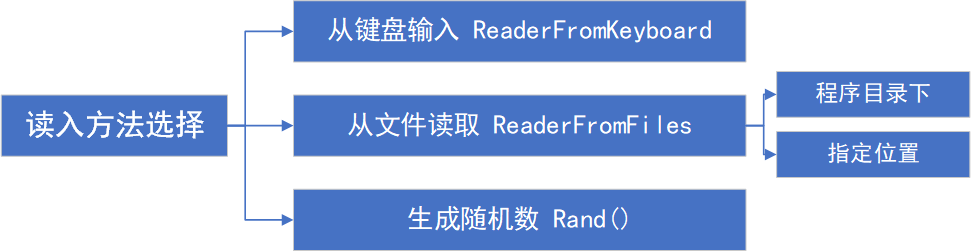 从键盘输入 ReaderFromKeyboard
读入方法选择
从文件读取 ReaderFromFiles
程序目录下
指定位置
生成随机数 Rand()